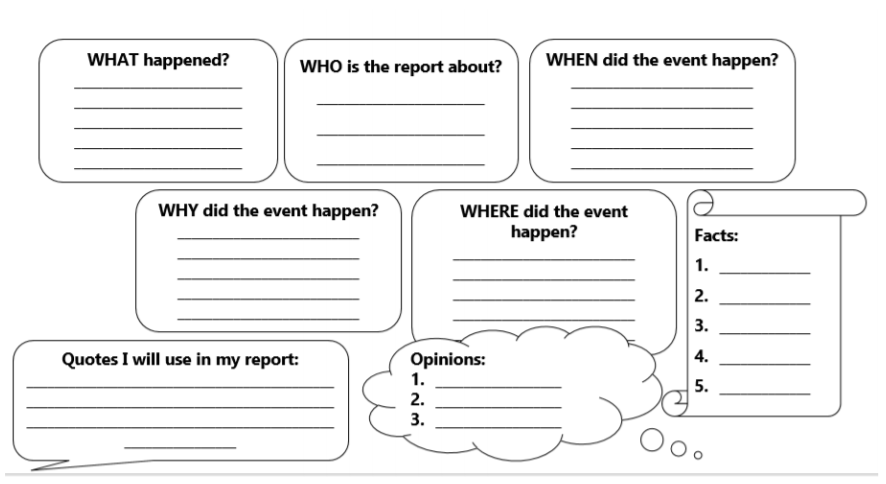 WHAT happened?
WHO is the report about?
WHEN did the event happen?
WHY did the event happen?
WHERE did the event
happen?
Facts:
1.
2.
3.
4.
5.
Quotes I will use in my report:
Opinions:
1.
2.
3.